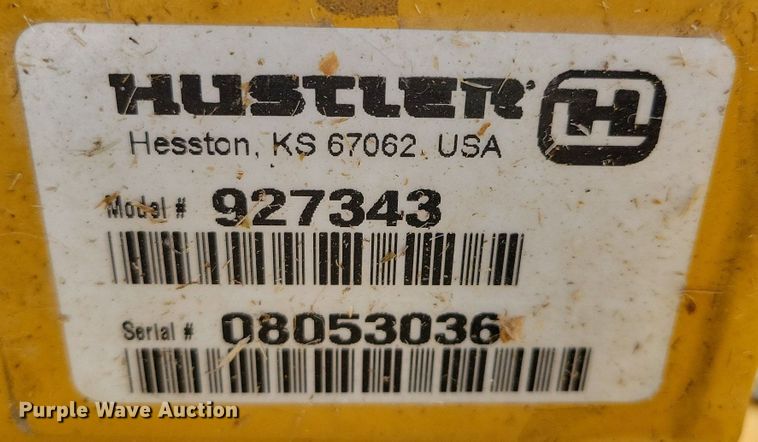 HUSTLER
H
Hesston, KS 67062, USA
Model # 927343
Serial # 08053036
Purple Wave Auction